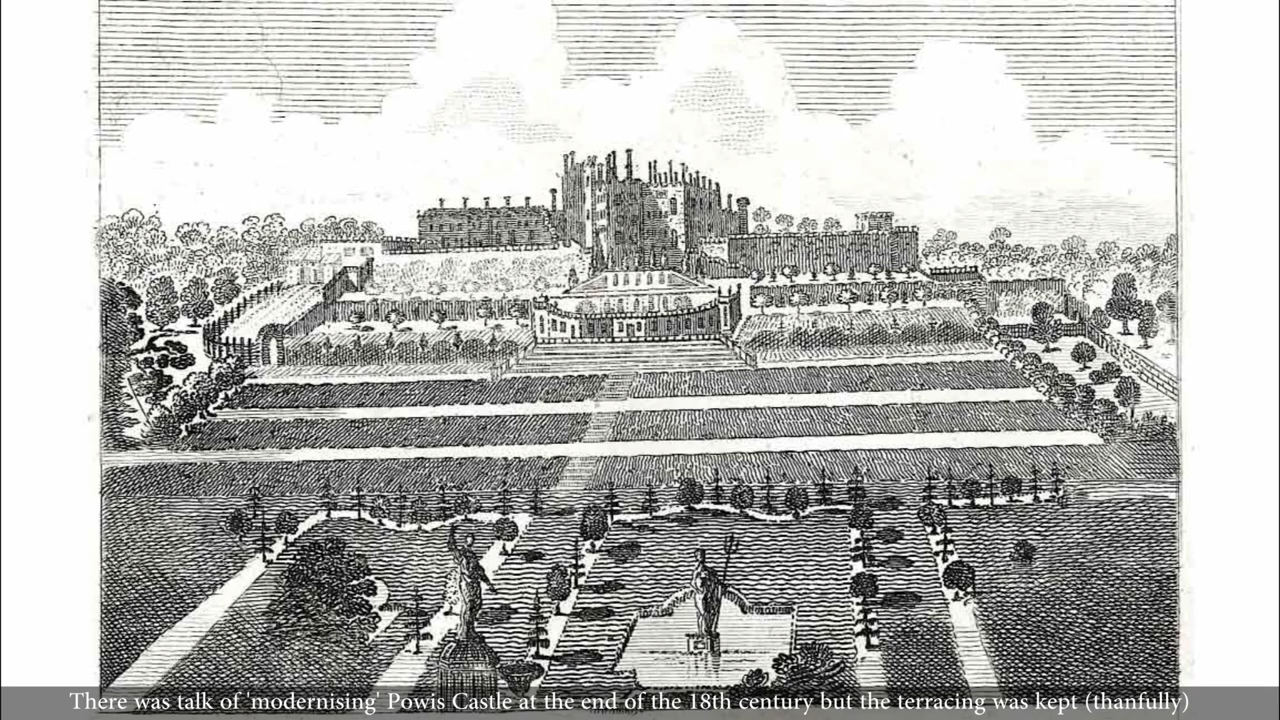 There was talk of 'modernising' Powis Castle at the end of the 18th century but the terracing was kept (thanfully)